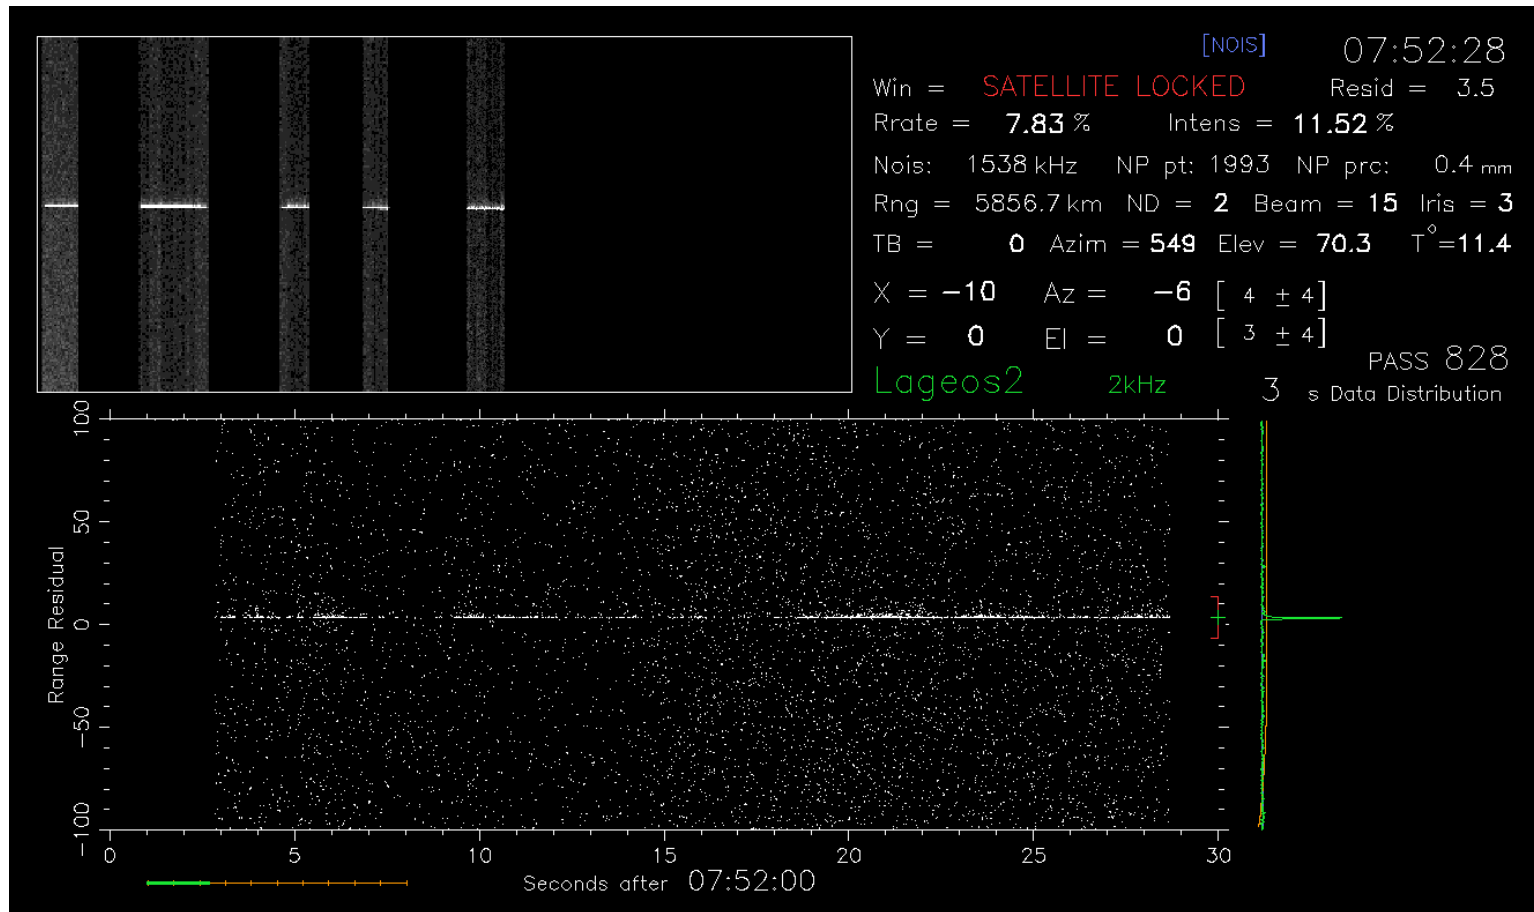 [NOIS] 07:52:28
Win = SATELLITE LOCKED Resid = 3.5
Rrate = 7.83 % Intens = 11.52 %
Nois: 1538 kHz NP pt: 1993 NP prc: 0.4 mm
Rng = 5856.7 km ND = 2 Beam = 15 Iris = 3
TB = 0 Azim = 549 Elev = 70.3 T°=11.4
X = -10 Az = -6 [ 4 ± 4]
Y = 0 El = 0 [ 3 ± 4]
PASS 828
Lageos2 2kHz 3 s Data Distribution
100
50
0
-50
-100
Range Residual
0 5 10 15 20 25 30
Seconds after 07:52:00